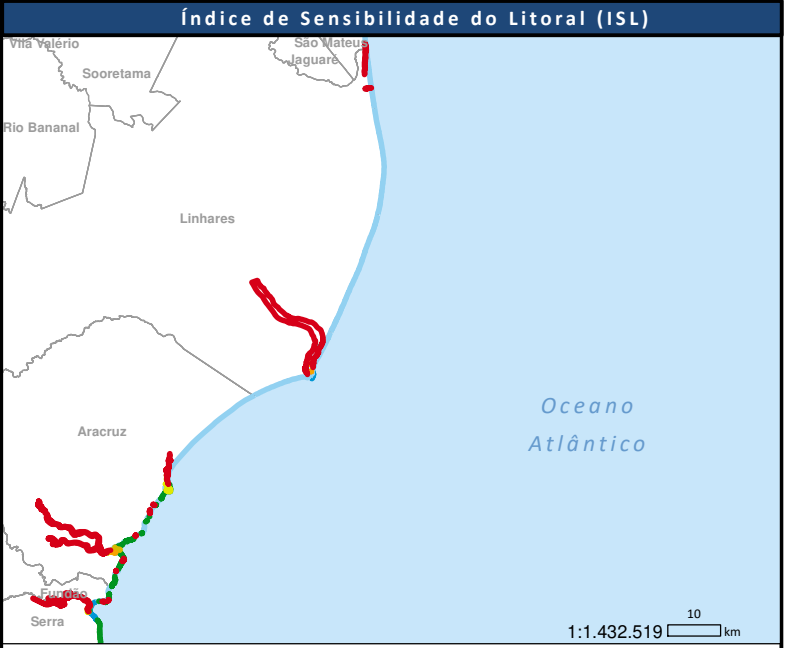 Índice de Sensibilidade do Litoral (ISL)
Vila Valério
São Mateus
Jaguaré
Sooretama
Rio Bananal
Linhares
Oceano
Atlântico
Aracruz
Fundão
Serra
10
1:1.432.519 km